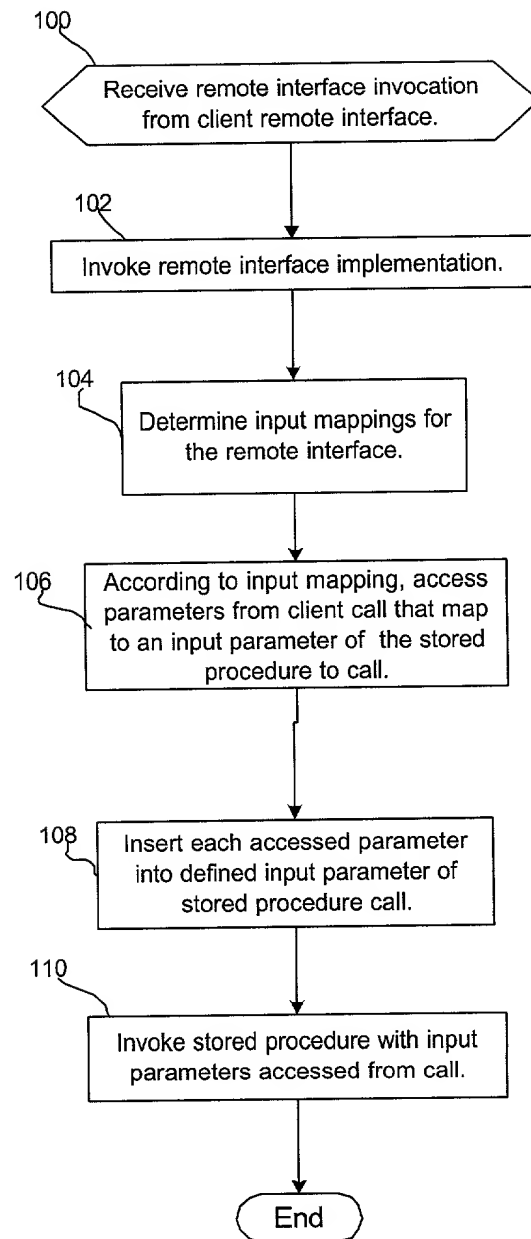 100
Receive remote interface invocation
from client remote interface.
102
Invoke remote interface implementation.
104
Determine input mappings for
the remote interface.
106
According to input mapping, access
parameters from client call that map
to an input parameter of the stored
procedure to call.
108
Insert each accessed parameter
into defined input parameter of
stored procedure call.
110
Invoke stored procedure with input
parameters accessed from call.
End